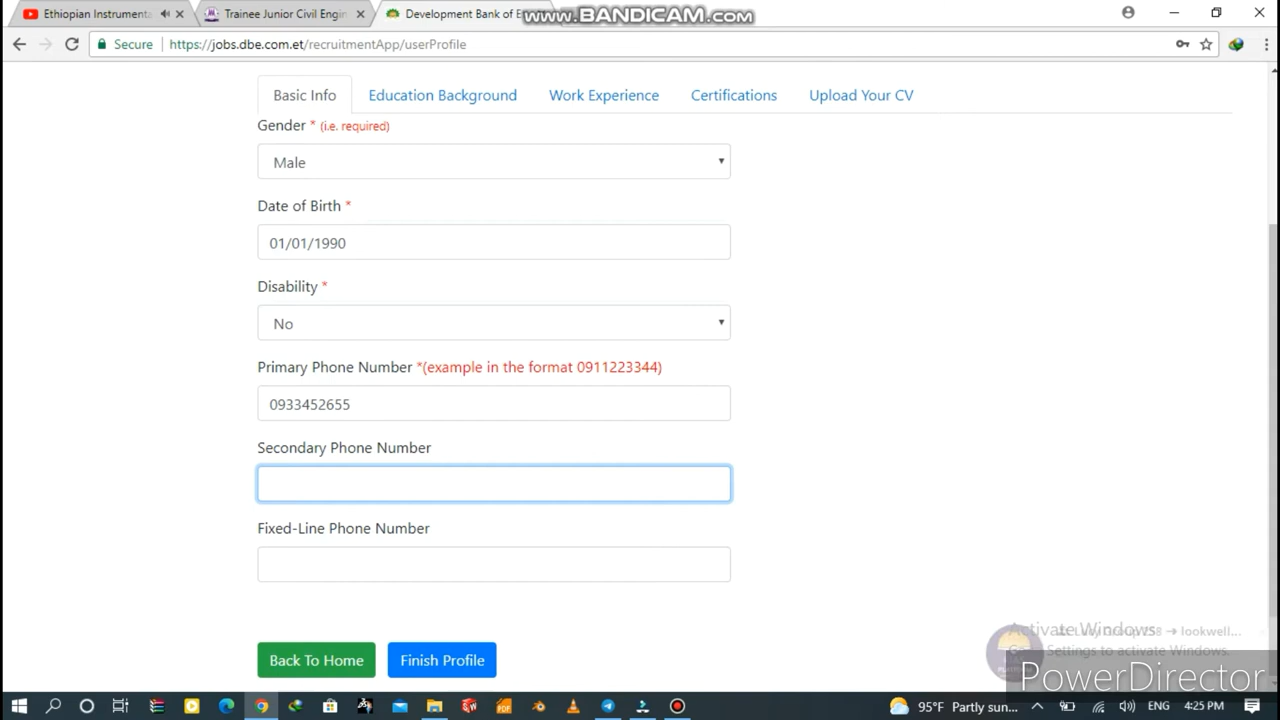 Ethiopian Instrumenta
Trainee Junior Civil Engin
Development Bank of E
www.BANDICAM.com
Secure
https://jobs.dbe.com.et/recruitmentApp/userProfile
Basic Info
Education Background
Work Experience
Certifications
Upload Your CV
Gender * (i.e. required)
Male
Date of Birth *
01/01/1990
Disability *
No
Primary Phone Number *(example in the format 0911223344)
0933452655
Secondary Phone Number
Fixed-Line Phone Number
Back To Home
Finish Profile
Activate Windows
Settings to activate Windows.
➔ lookwell...
PowerDirector
95°F Partly sun...
ENG
4:25 PM